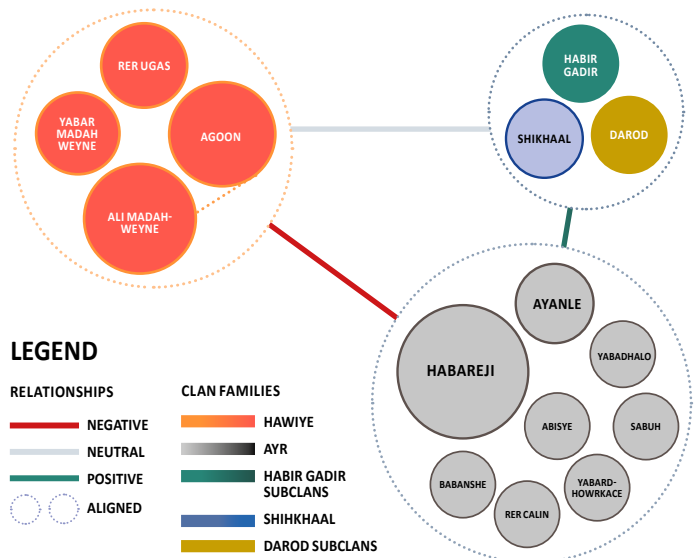 RER UGAS
YABAR
MADAH
WEYNE
AGOON
ALI MADAH-
WEYNE
HABIR
GADIR
SHIKHAAL
DAROD
AYANLE
HABAREJI
YABADHALO
ABISYE
SABUH
BABANSHE
RER CALIN
YABARD-
HOWRKACE
LEGEND
RELATIONSHIPS
NEGATIVE
NEUTRAL
POSITIVE
ALIGNED
CLAN FAMILIES
HAWIYE
AYR
HABIR GADIR
SUBCLANS
SHIHKHAAL
DAROD SUBCLANS